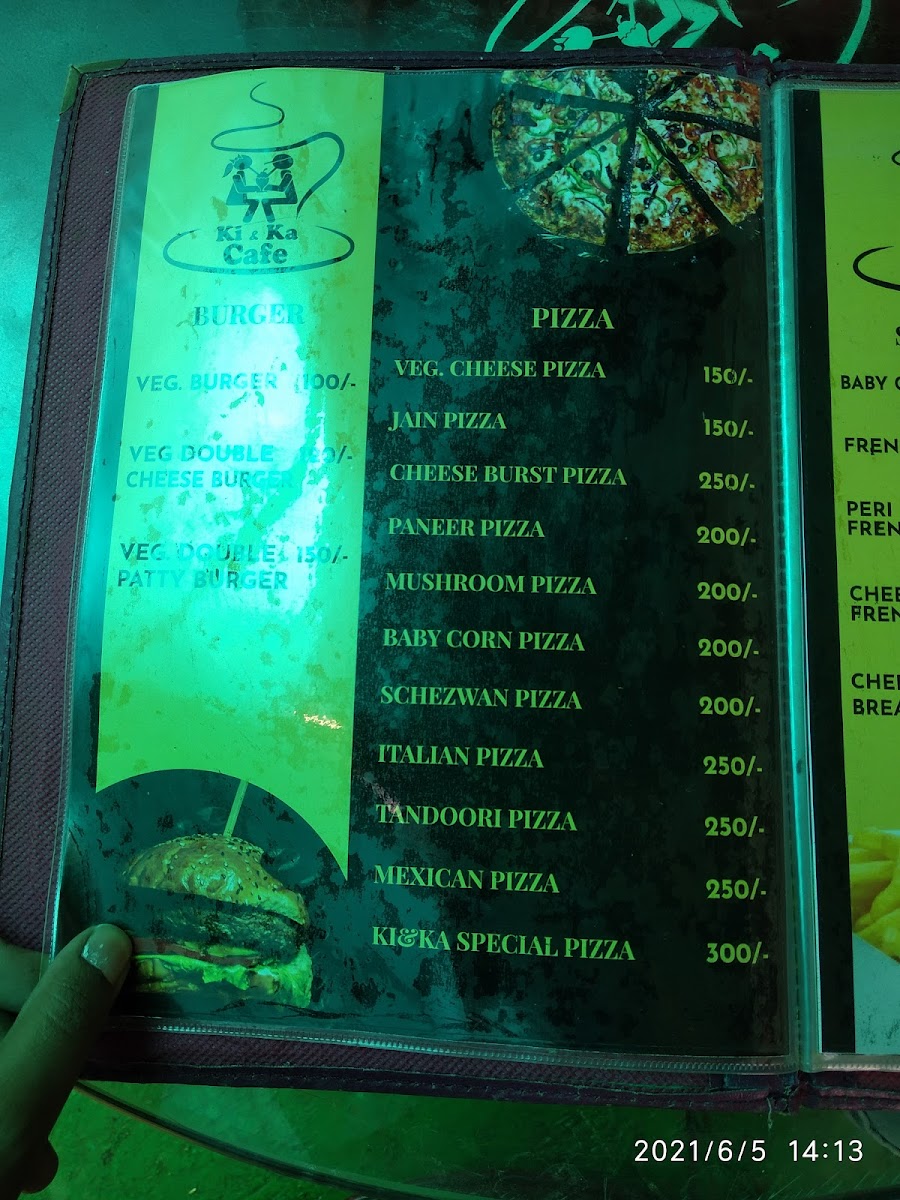 Ki & Ka
Cafe
BURGER
VEG. BURGER 100/-
VEG DOUBLE
CHEESE BURGER
VEG. DOUBLE 150/-
PATTY BURGER
PIZZA
VEG. CHEESE PIZZA 150/-
JAIN PIZZA 150/-
CHEESE BURST PIZZA 250/-
PANEER PIZZA 200/-
MUSHROOM PIZZA 200/-
BABY CORN PIZZA 200/-
SCHEZWAN PIZZA 200/-
ITALIAN PIZZA 250/-
TANDOORI PIZZA 250/-
MEXICAN PIZZA 250/-
KI&KA SPECIAL PIZZA 300/-
BABY
PERI
2021/6/5 14:13